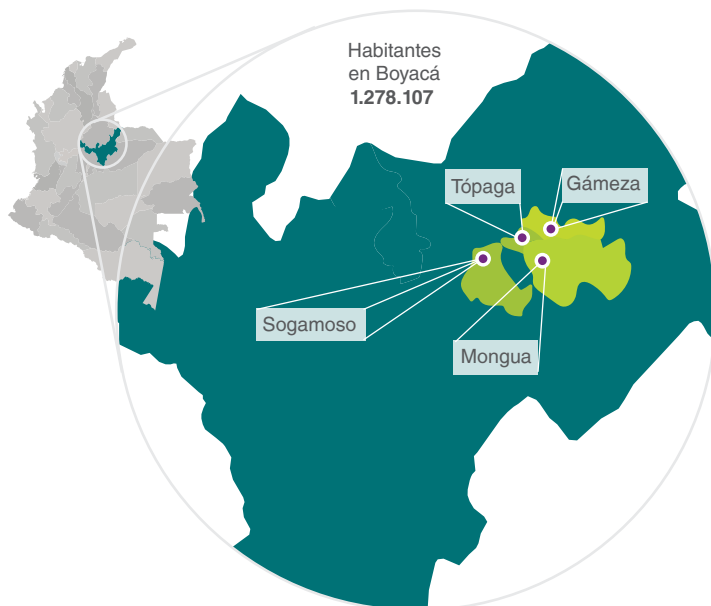 Habitantes
en Boyacá
1.278.107
Tópaga
Gámeza
Sogamoso
Mongua